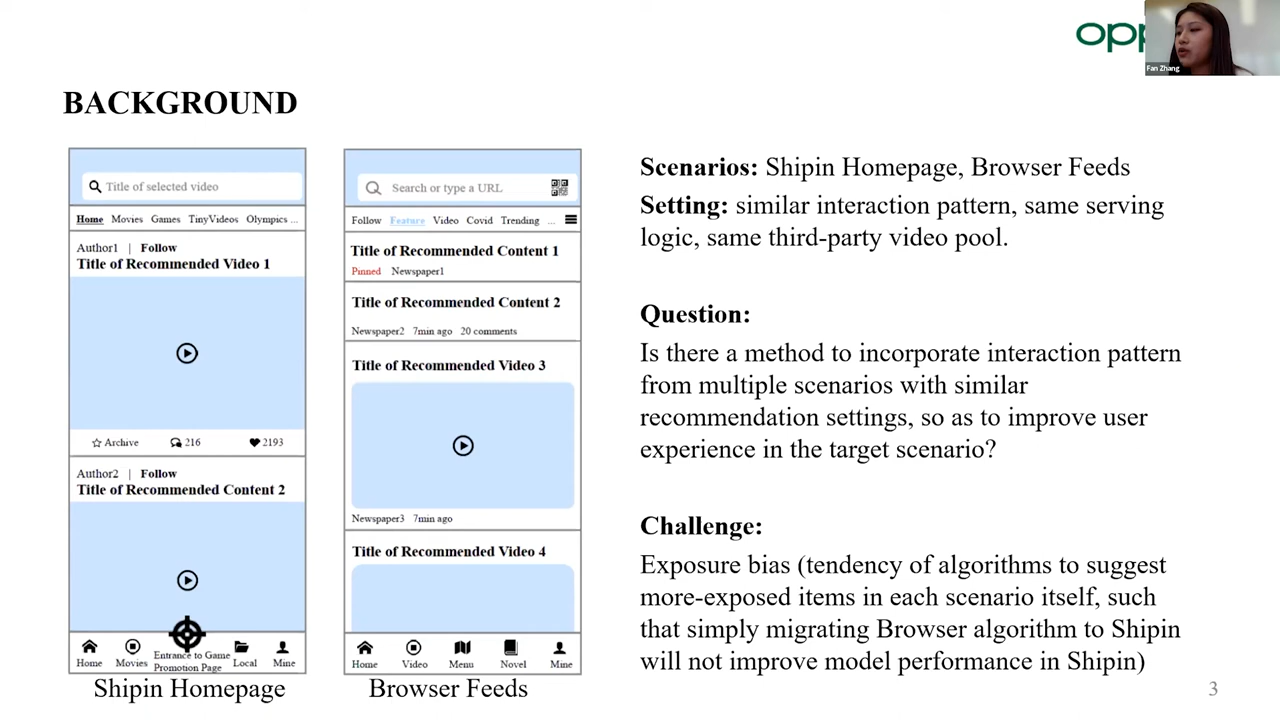 opp
Fan Zhang
BACKGROUND
Title of selected video
Home Movies Games TinyVideos Olympics ...
Author1 | Follow
Title of Recommended Video 1
Archive 216 2193
Author2 | Follow
Title of Recommended Content 2
Home Movies Entrance to Game Promotion Page Local Mine
Shipin Homepage
Search or type a URL
Follow Feature Video Covid Trending ...
Title of Recommended Content 1
Pinned Newspaper1
Title of Recommended Content 2
Newspaper2 7min ago 20 comments
Title of Recommended Video 3
Newspaper3 7min ago
Title of Recommended Video 4
Home Video Menu Novel Mine
Browser Feeds
Scenarios: Shipin Homepage, Browser Feeds
Setting: similar interaction pattern, same serving
logic, same third-party video pool.
Question:
Is there a method to incorporate interaction pattern
from multiple scenarios with similar
recommendation settings, so as to improve user
experience in the target scenario?
Challenge:
Exposure bias (tendency of algorithms to suggest
more-exposed items in each scenario itself, such
that simply migrating Browser algorithm to Shipin
will not improve model performance in Shipin)
3